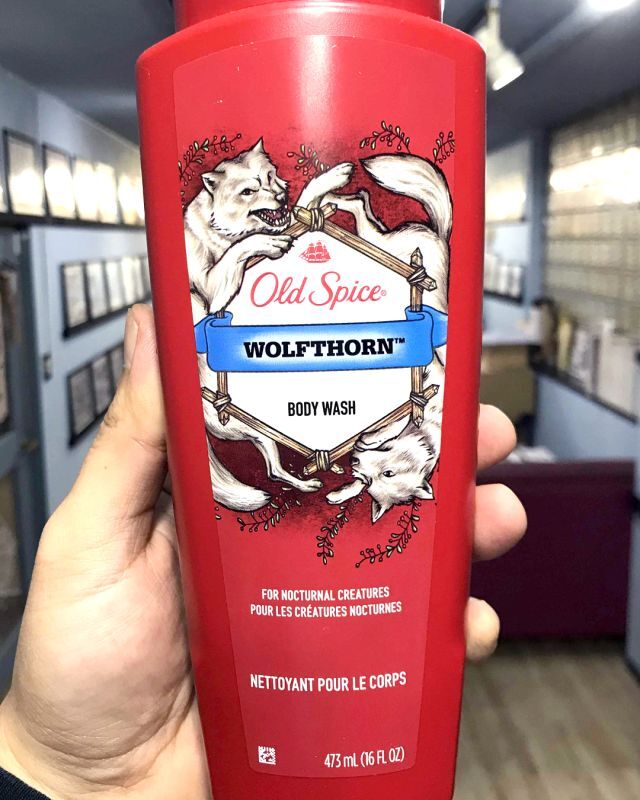 Old Spice®
WOLFTHORN™
BODY WASH
FOR NOCTURNAL CREATURES
POUR LES CRÉATURES NOCTURNES
NETTOYANT POUR LE CORPS
473 mL (16 FL OZ)